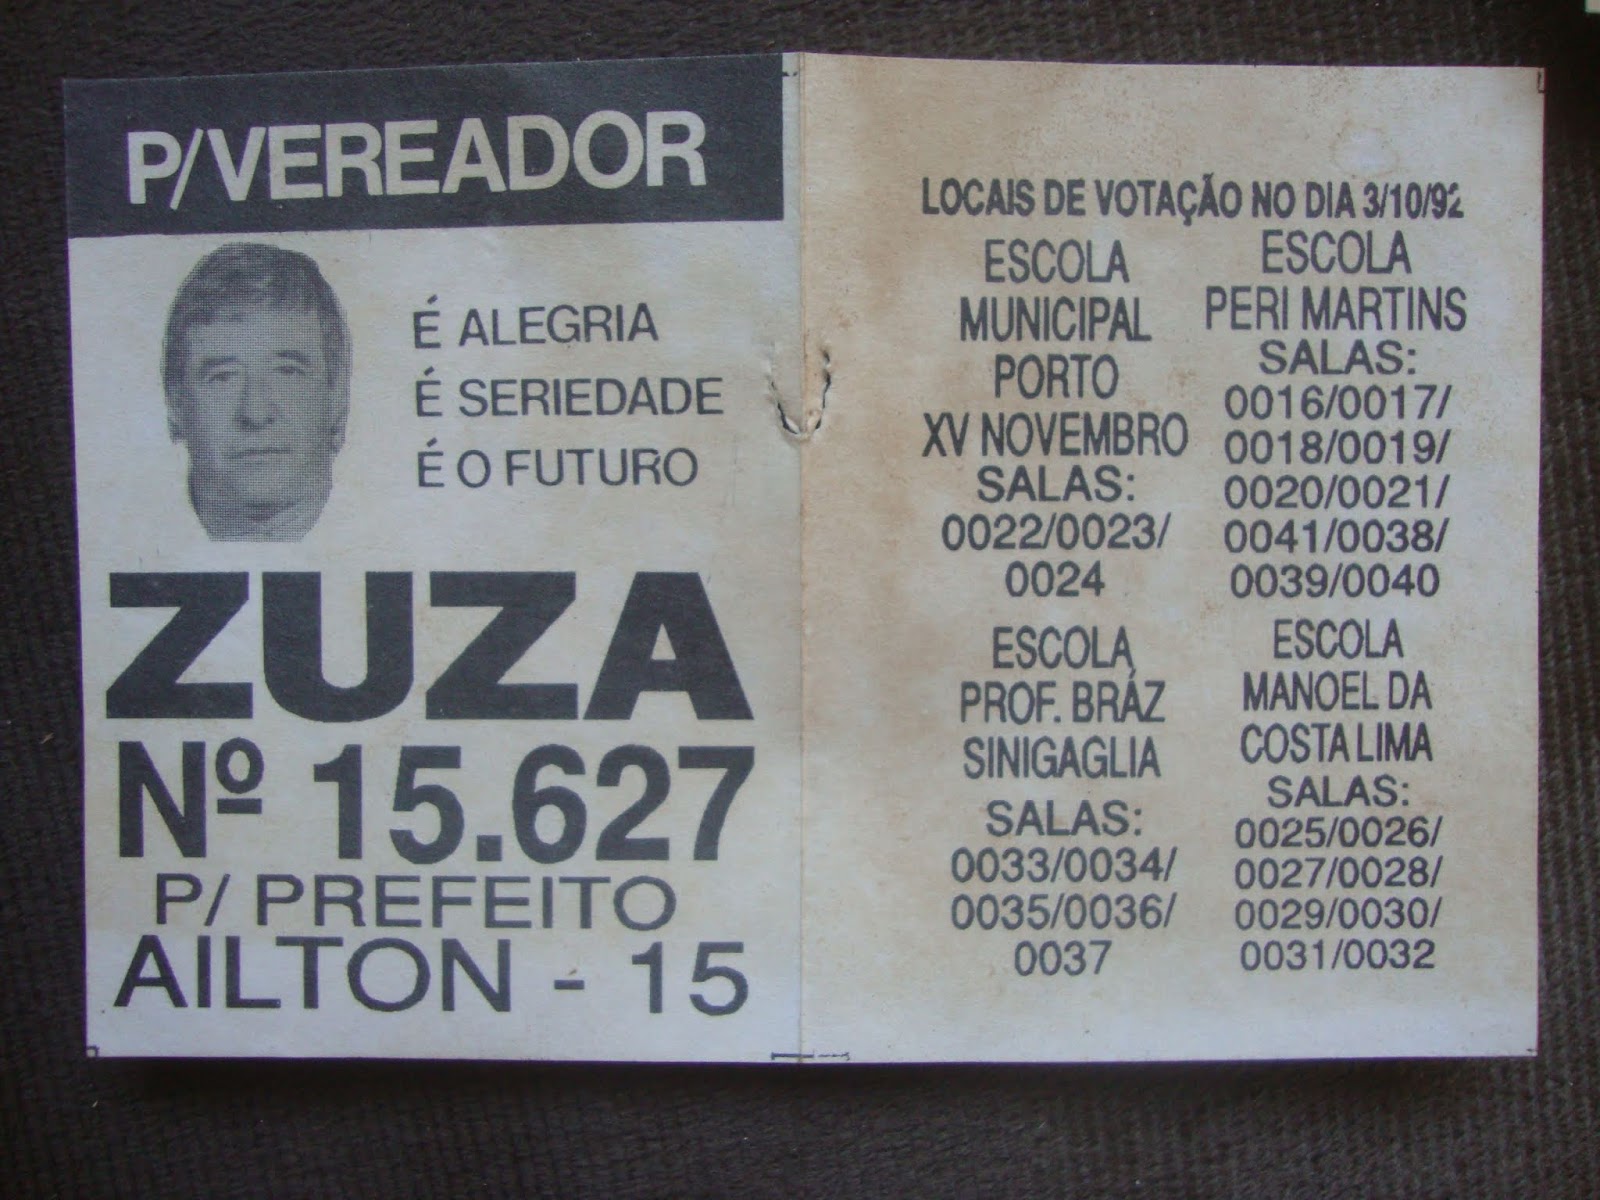 P/VEREADOR
É ALEGRIA
É SERIEDADE
É O FUTURO
ZUZA
Nº 15.627
P/ PREFEITO
AILTON - 15
LOCAIS DE VOTAÇÃO NO DIA 3/10/92
ESCOLA
MUNICIPAL
PORTO
XV NOVEMBRO
SALAS:
0022/0023/
0024
ESCOLA
PERI MARTINS
SALAS:
0016/0017/
0018/0019/
0020/0021/
0041/0038/
0039/0040
ESCOLA
PROF. BRÁZ
SINIGAGLIA
SALAS:
0033/0034/
0035/0036/
0037
ESCOLA
MANOEL DA
COSTA LIMA
SALAS:
0025/0026/
0027/0028/
0029/0030/
0031/0032